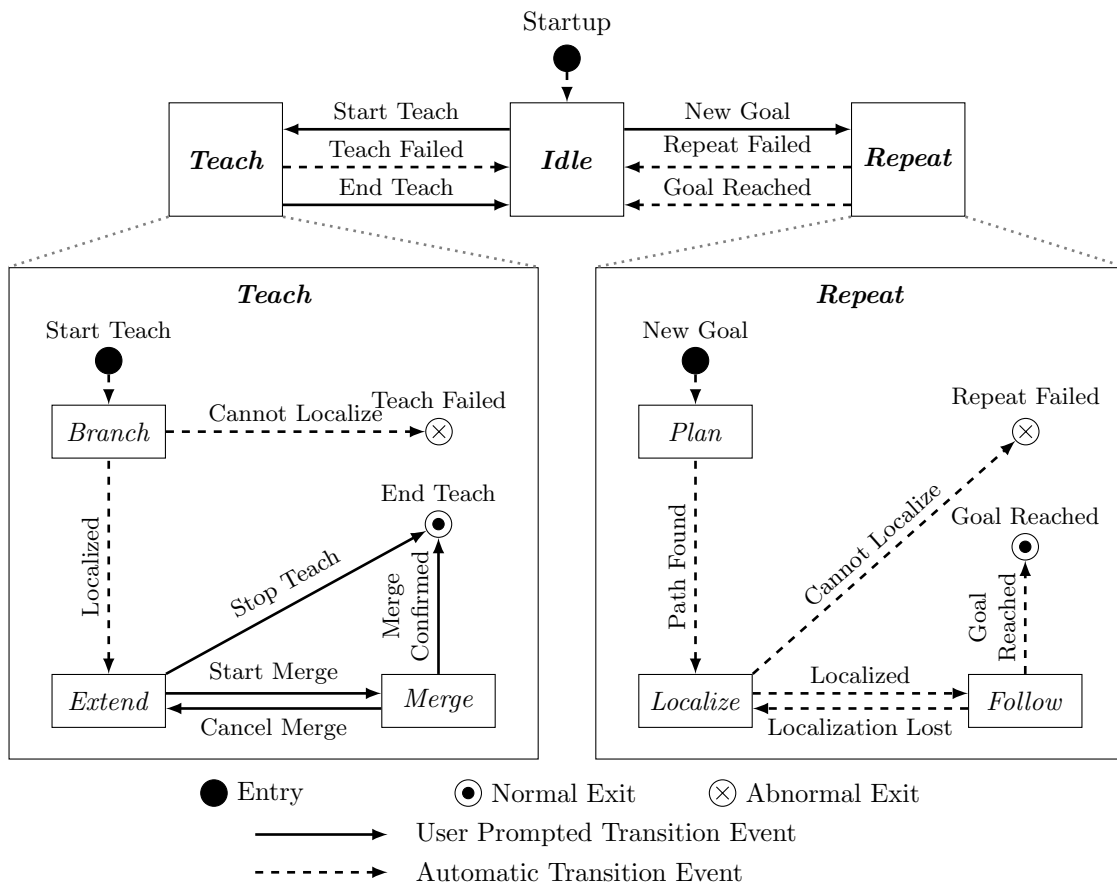 Startup
Start Teach
New Goal
Teach
Teach Failed
Idle
Repeat Failed
Repeat
End Teach
Goal Reached
Teach
Start Teach
Cannot Localize
Teach Failed
Branch
End Teach
Localized
Stop Teach
Merge
Confirmed
Start Merge
Extend
Merge
Cancel Merge
Repeat
New Goal
Repeat Failed
Plan
Cannot Localize
Goal Reached
Path Found
Goal
Reached
Localized
Localize
Follow
Localization Lost
Entry
Normal Exit
Abnormal Exit
User Prompted Transition Event
Automatic Transition Event